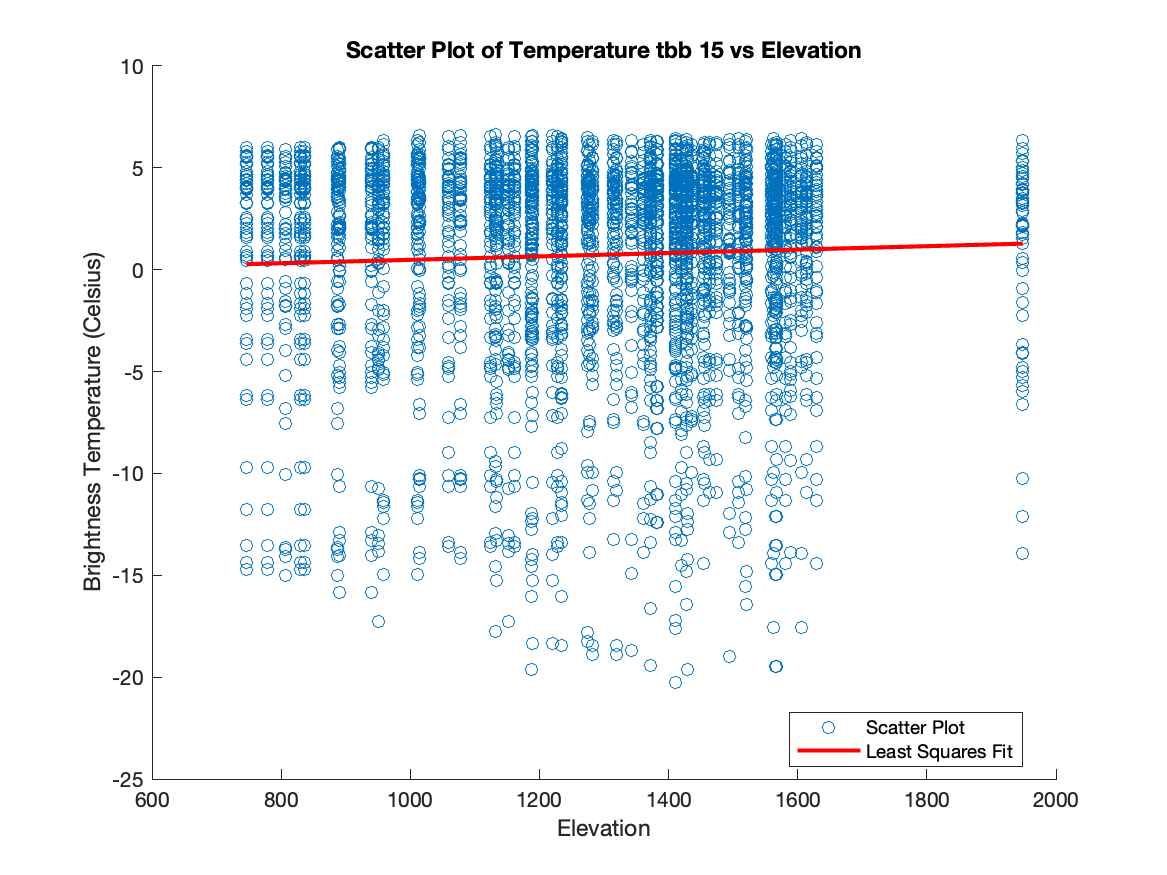 Scatter Plot of Temperature tbb 15 vs Elevation
10
5
0
-5
-10
-15
-20
-25
Brightness Temperature (Celsius)
Scatter Plot
Least Squares Fit
600 800 1000 1200 1400 1600 1800 2000
Elevation